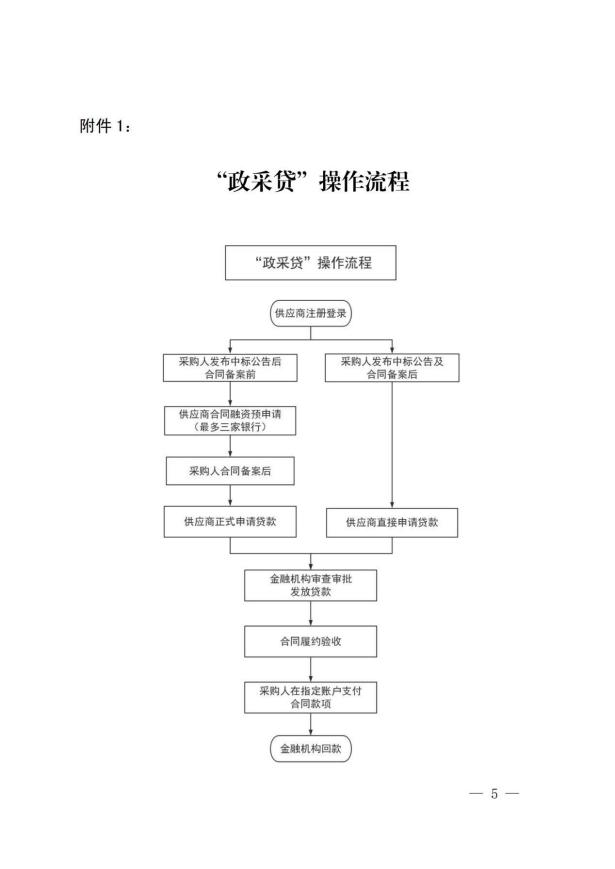 附件1：
“政采贷”操作流程
“政采贷”操作流程
供应商注册登录
采购人发布中标公告后
合同备案前
采购人发布中标公告及
合同备案后
供应商合同融资预申请
（最多三家银行）
采购人合同备案后
供应商正式申请贷款
供应商直接申请贷款
金融机构审查审批
发放贷款
合同履约验收
采购人在指定账户支付
合同款项
金融机构回款
— 5 —